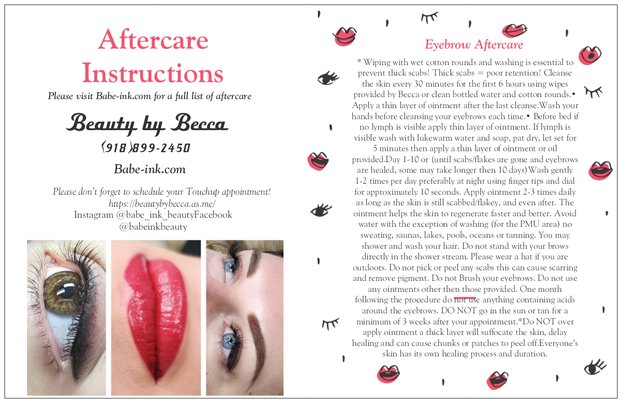 Aftercare
Instructions
Please visit Babe-ink.com for a full list of aftercare
Beauty by Becca
(918)899-2450
Babe-ink.com
Please don't forget to schedule your Touchup appointment!
https://beautybybecca.as.me/
Instagram @babe_ink_beautyFacebook
@babeinkbeauty
Eyebrow Aftercare
* Wiping with wet cotton rounds and washing is essential to
prevent thick scabs! Thick scabs = poor retention! Cleanse
the skin every 30 minutes for the first 6 hours using wipes
provided by Becca or clean bottled water and cotton rounds.•
Apply a thin layer of ointment after the last cleanse.Wash your
hands before cleansing your eyebrows each time.• Before bed if
no lymph is visible apply thin layer of ointment. If lymph is
visible wash with lukewarm water and soap, pat dry, let set for
5 minutes then apply a thin layer of ointment or oil
provided.Day 1-10 or (until scabs/flakes are gone and eyebrows
are healed, some may take longer then 10 days)Wash gently
1-2 times per day preferably at night using finger tips and dial
for approximately 10 seconds. Apply ointment 2-3 times daily
as long as the skin is still scabbed/flakey, and even after. The
ointment helps the skin to regenerate faster and better. Avoid
water with the exception of washing (for the PMU area) no
sweating, saunas, lakes, pools, oceans or tanning. You may
shower and wash your hair. Do not stand with your brows
directly in the shower stream. Please wear a hat if you are
outdoors. Do not pick or peel any scabs this can cause scarring
and remove pigment. Do not Brush your eyebrows. Do not use
any ointments other then those provided. One month
following the procedure do not use anything containing acids
around the eyebrows. DO NOT go in the sun or tan for a
minimum of 3 weeks after your appointment.*Do NOT over
apply ointment a thick layer will suffocate the skin, delay
healing and can cause chunks or patches to peel off.Everyone's
skin has its own healing process and duration.